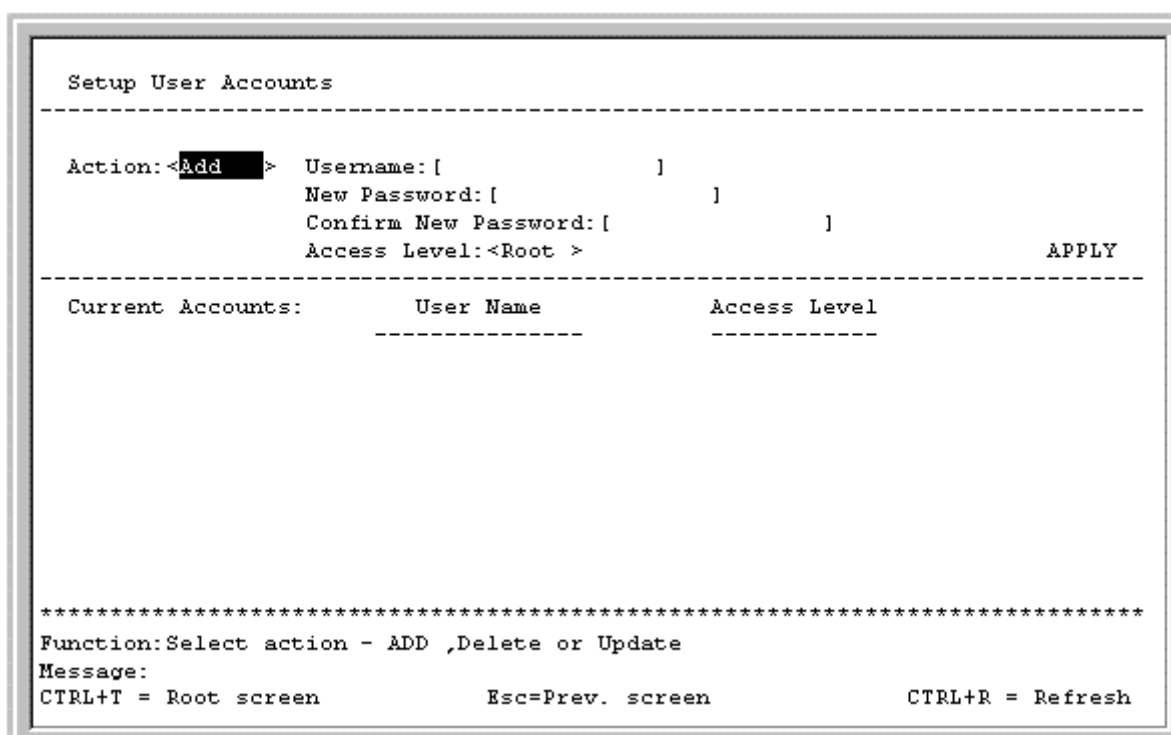 Setup User Accounts
--------------------------------------------------------------------------------
Action:<Add   > Username:[               ]
New Password:[               ]
Confirm New Password:[               ]
Access Level:<Root > APPLY
--------------------------------------------------------------------------------
Current Accounts: User Name Access Level
--------------- ------------
*******************************************************************************
Function:Select action - ADD ,Delete or Update
Message:
CTRL+T = Root screen Esc=Prev. screen CTRL+R = Refresh